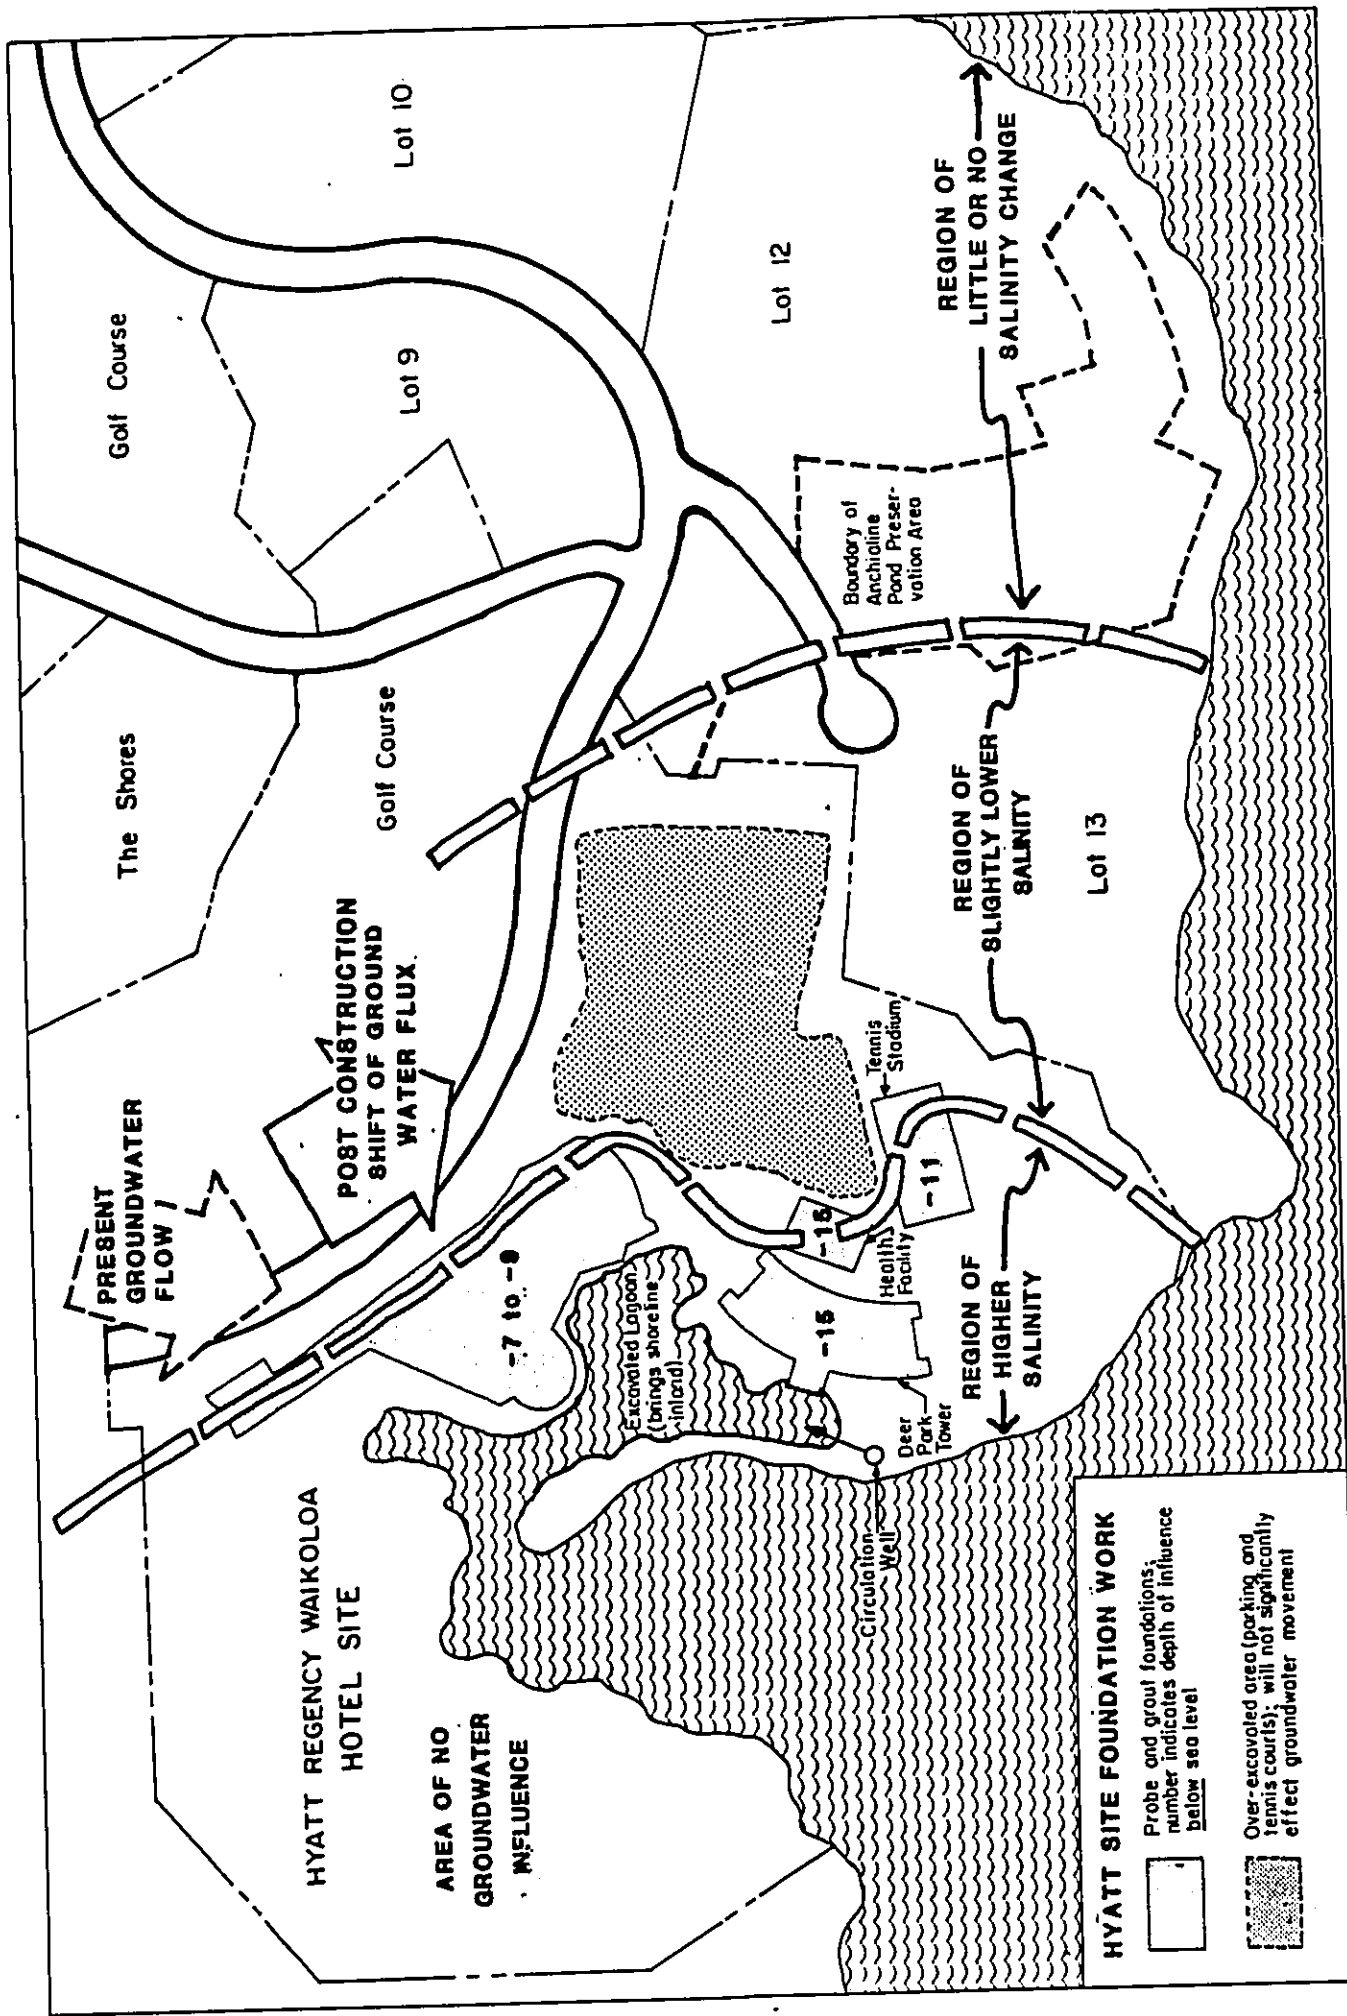 Golf Course
Lot 10
Lot 9
The Shores
Golf Course
Lot 12
PRESENT
GROUNDWATER
FLOW
POST CONSTRUCTION
SHIFT OF GROUND
WATER FLUX
Boundary of
Anchialine
Pond Preser-
vation Area
REGION OF
LITTLE OR NO
SALINITY CHANGE
HYATT REGENCY WAIKOLOA
HOTEL SITE
AREA OF NO
GROUNDWATER
INFLUENCE
-7 to -9
Excavated Lagoon
(brings shoreline
inland)
-15
-15
-11
Health
Facility
Tennis
Stadium
Deer
Park
Tower
Circulation
Well
REGION OF
HIGHER
SALINITY
REGION OF
SLIGHTLY LOWER
SALINITY
Lot 13
HYATT SITE FOUNDATION WORK
Probe and grout foundations;
number indicates depth of influence
below sea level
Over-excavated area (parking and
tennis courts); will not significantly
effect groundwater movement